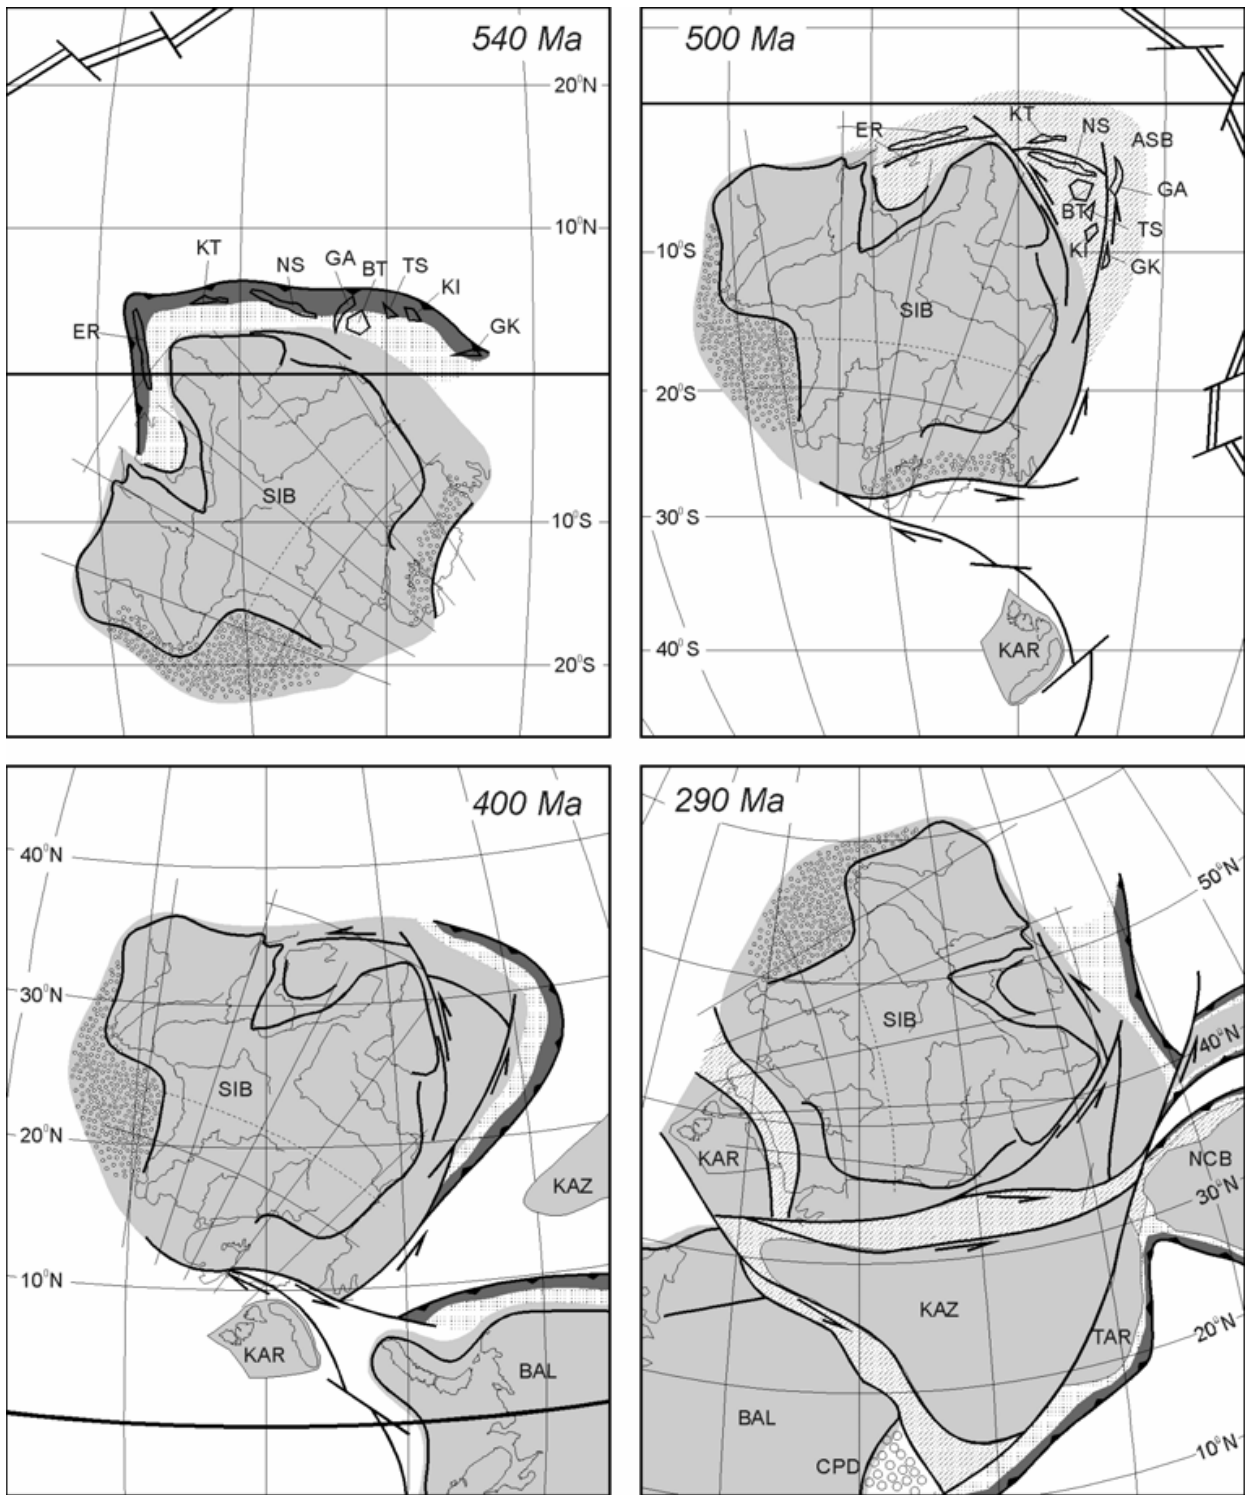 540 Ma
20°N
10°N
KT
NS
GA
BT
TS
KI
ER
GK
SIB
10°S
20°S
500 Ma
KT
ER
NS
ASB
GA
BT
TS
KI
GK
10°S
SIB
20°S
30°S
40°S
KAR
400 Ma
40°N
30°N
SIB
20°N
KAZ
10°N
KAR
BAL
290 Ma
50°N
SIB
40°N
KAR
NCB
30°N
KAZ
TAR
20°N
BAL
CPD
10°N